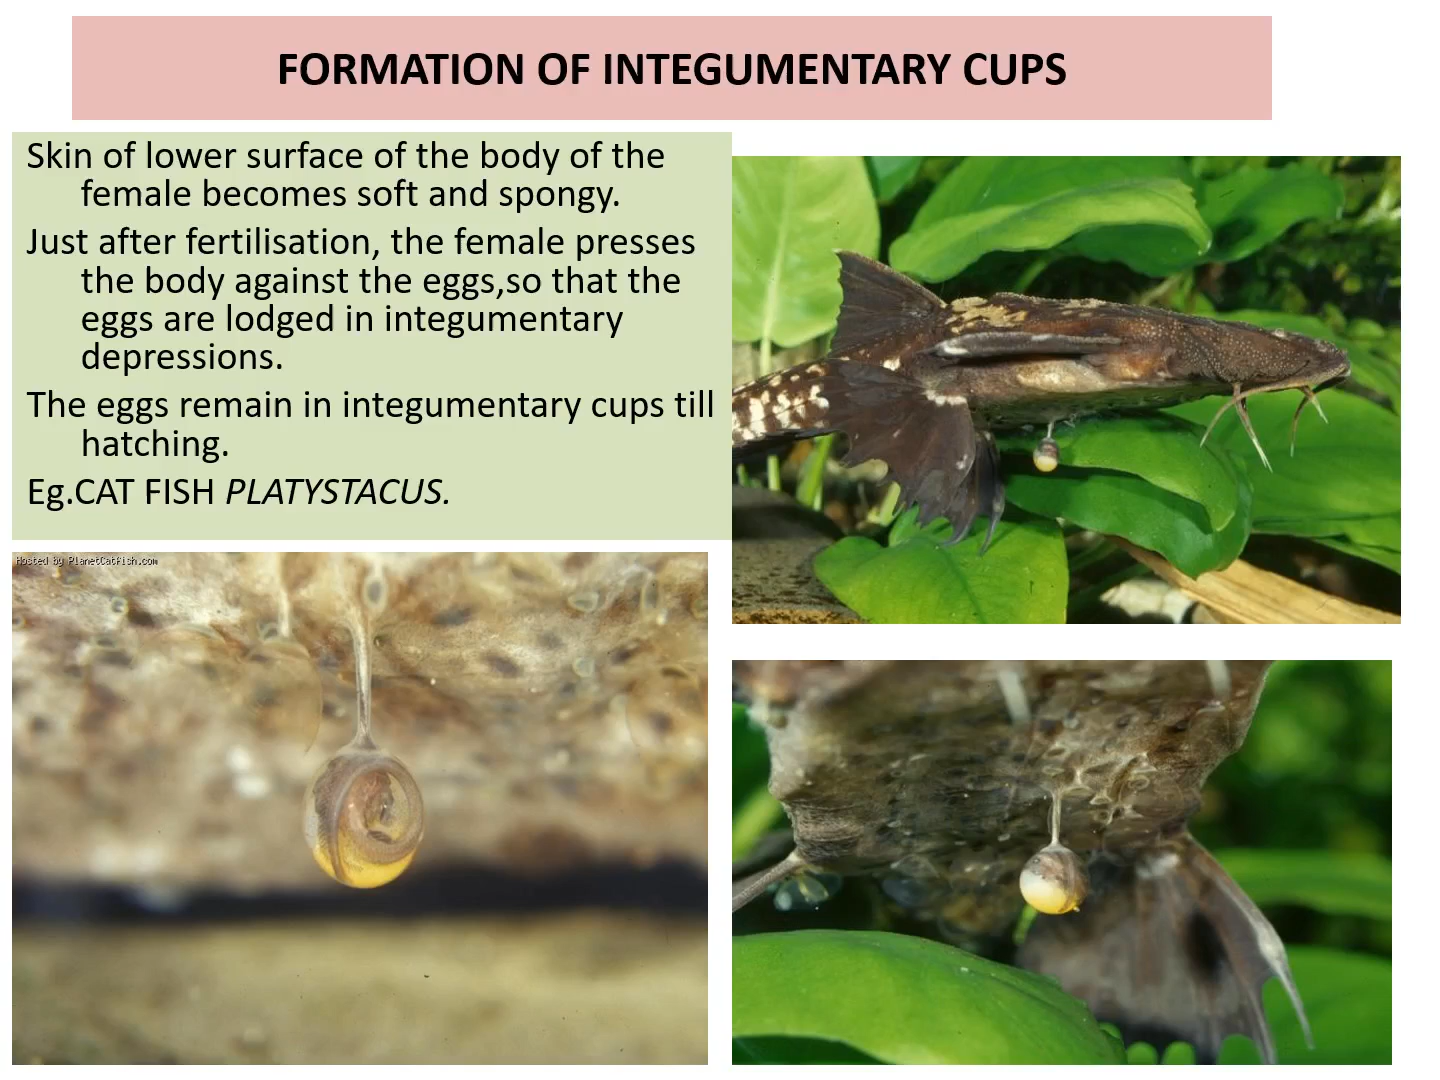 FORMATION OF INTEGUMENTARY CUPS
Skin of lower surface of the body of the
female becomes soft and spongy.
Just after fertilisation, the female presses
the body against the eggs,so that the
eggs are lodged in integumentary
depressions.
The eggs remain in integumentary cups till
hatching.
Eg.CAT FISH PLATYSTACUS.
Hosted by PlanetCatfish.com